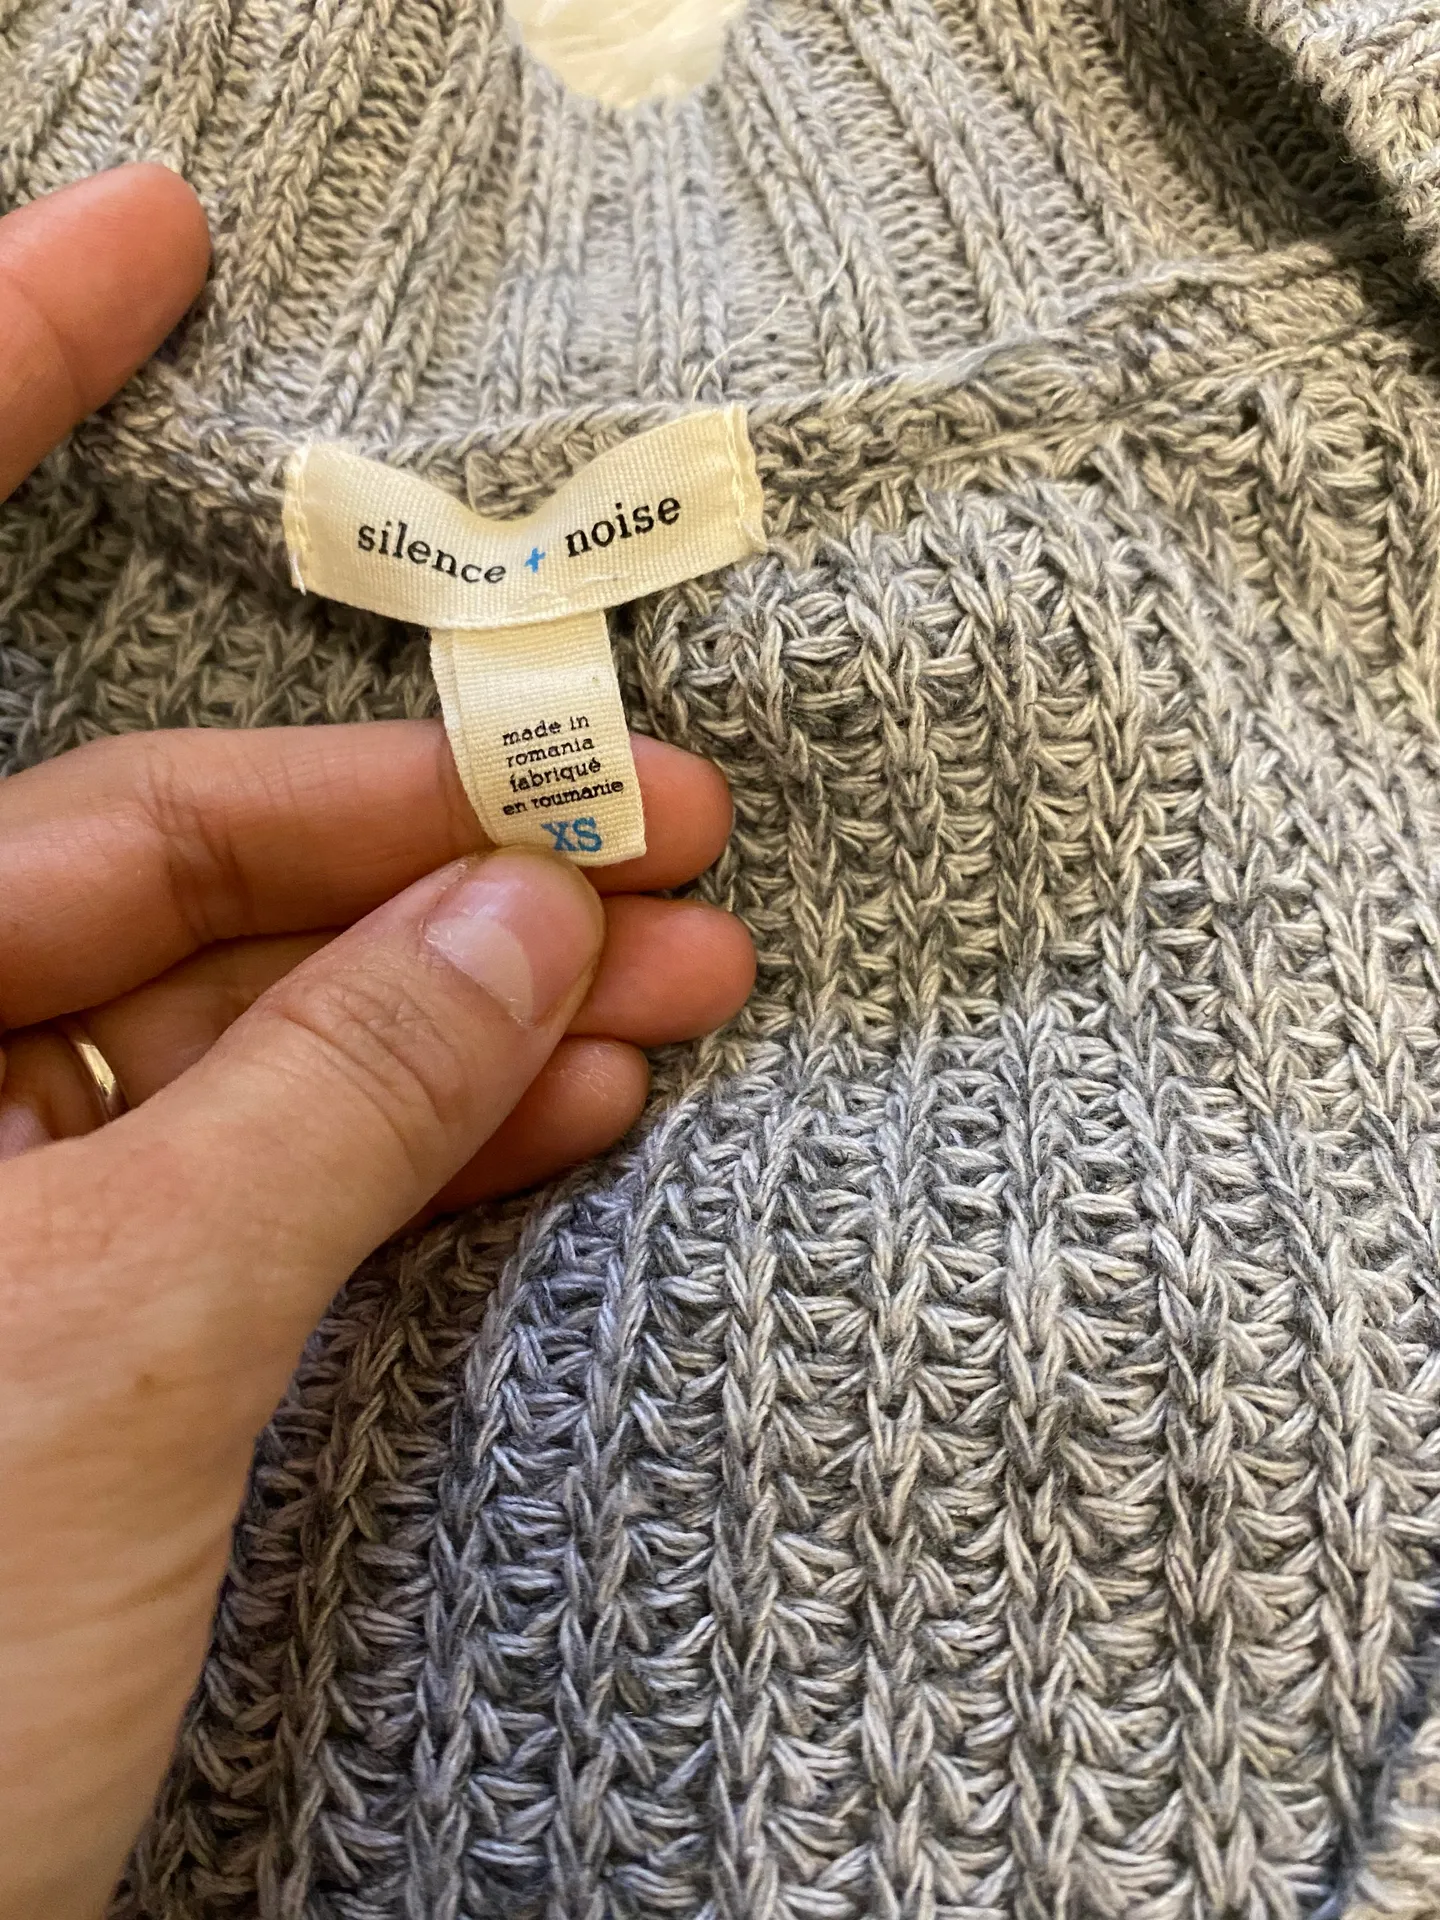 silence + noise
made in
romania
fabriqué
en roumanie
XS